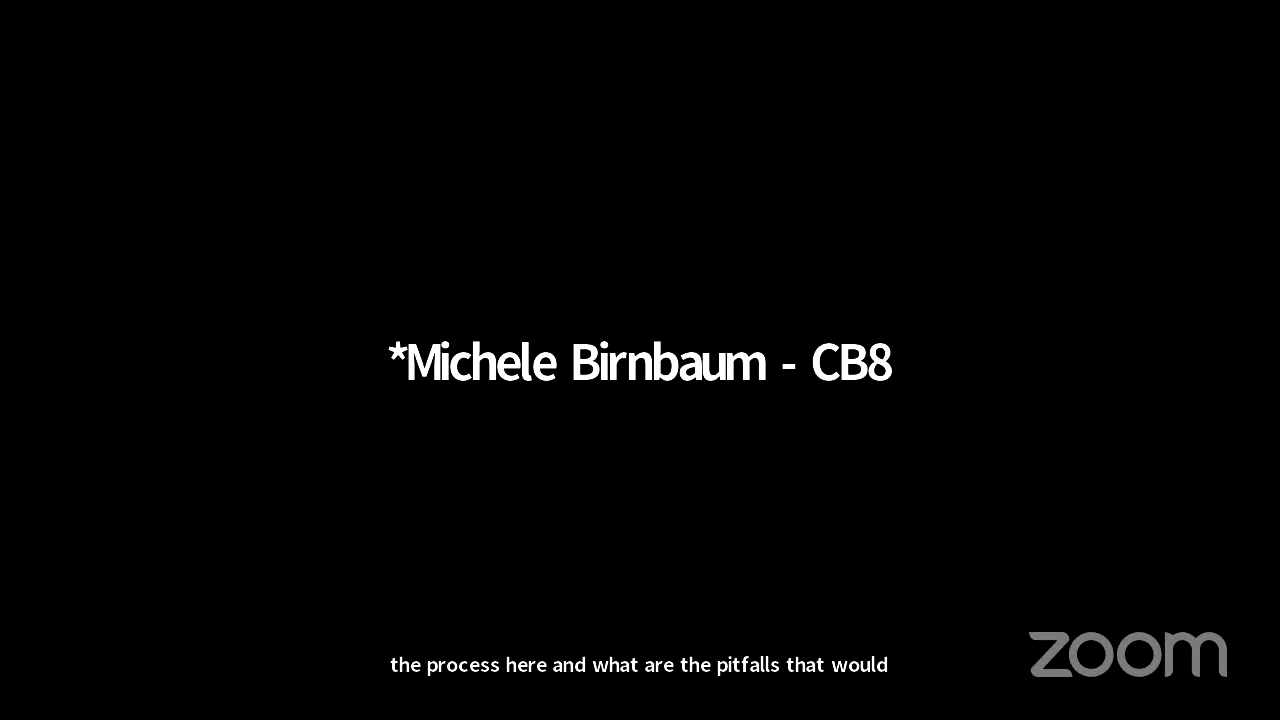 *Michele Birnbaum - CB8
the process here and what are the pitfalls that would
zoom